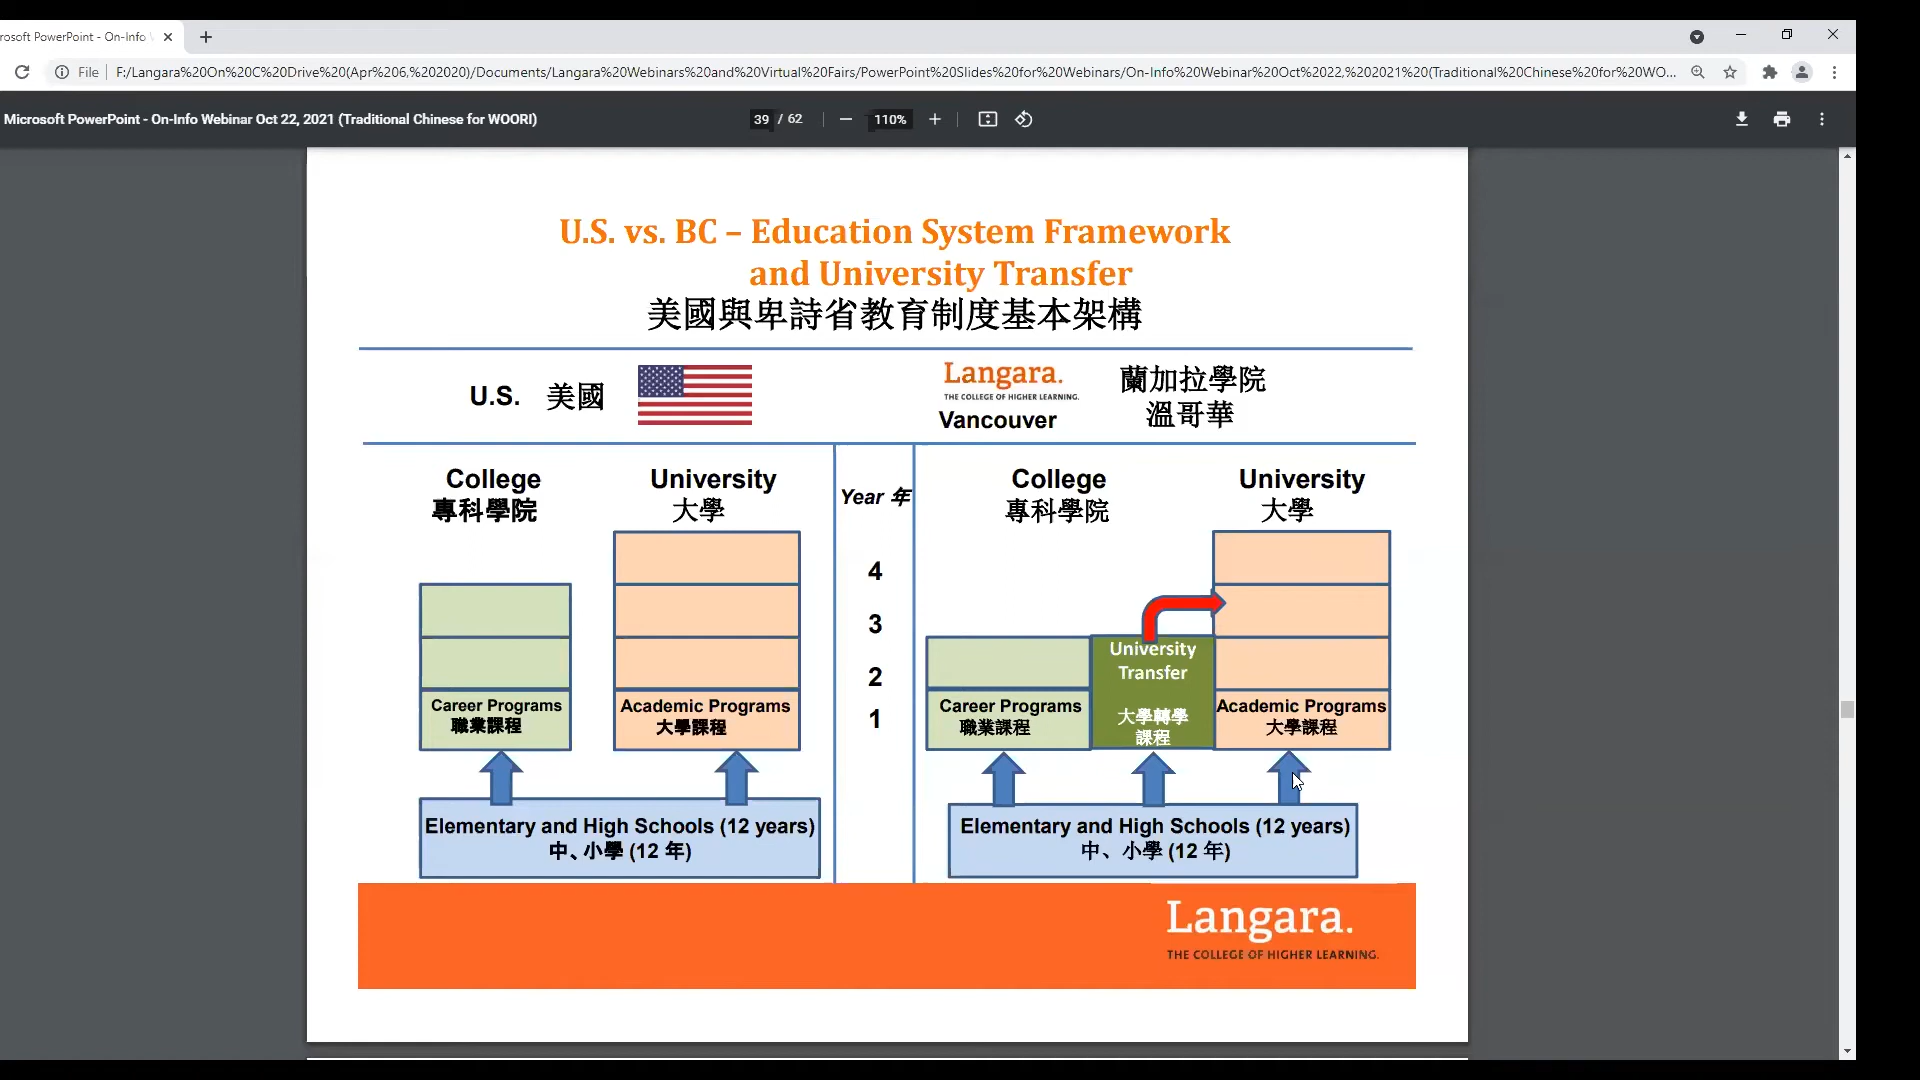 rosoft PowerPoint - On-Info
File
F:/Langara%20On%20C%20Drive%20(Apr%206,%202020)/Documents/Langara%20Webinars%20and%20Virtual%20Fairs/PowerPoint%20Slides%20for%20Webinars/On-Info%20Webinar%20Oct%2022,%202021%20(Traditional%20Chinese%20for%20WO...
Microsoft PowerPoint - On-Info Webinar Oct 22, 2021 (Traditional Chinese for WOORI)
39 / 62
110%
U.S. vs. BC – Education System Framework
and University Transfer
美國與卑詩省教育制度基本架構
U.S. 美國
Langara.
THE COLLEGE OF HIGHER LEARNING.
Vancouver
蘭加拉學院
溫哥華
College
專科學院
University
大學
Year 年
College
專科學院
University
大學
4
3
2
1
Career Programs
職業課程
Academic Programs
大學課程
Career Programs
職業課程
University
Transfer
大學轉學
課程
Academic Programs
大學課程
Elementary and High Schools (12 years)
中、小學 (12 年)
Elementary and High Schools (12 years)
中、小學 (12 年)
Langara.
THE COLLEGE OF HIGHER LEARNING.